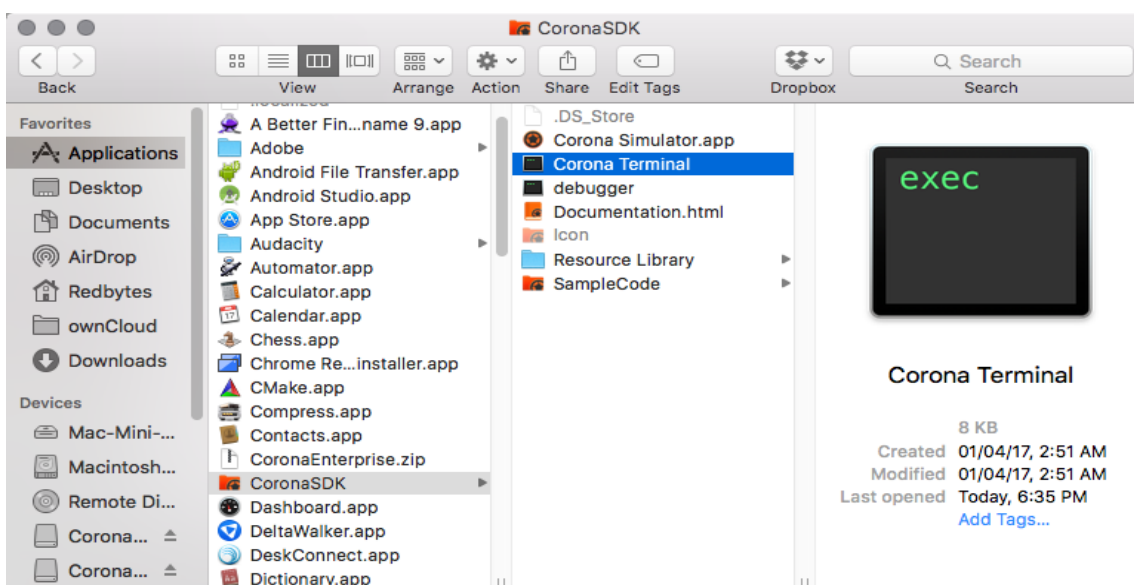 CoronaSDK
Back
View
Arrange
Action
Share
Edit Tags
Dropbox
Search
Search
Favorites
Applications
Desktop
Documents
AirDrop
Redbytes
ownCloud
Downloads
Devices
Mac-Mini-...
Macintosh...
Remote Di...
Corona...
Corona...
A Better Fin...name 9.app
Adobe
Android File Transfer.app
Android Studio.app
App Store.app
Audacity
Automator.app
Calculator.app
Calendar.app
Chess.app
Chrome Re...installer.app
CMake.app
Compress.app
Contacts.app
CoronaEnterprise.zip
CoronaSDK
Dashboard.app
DeltaWalker.app
DeskConnect.app
Dictionary.app
.DS_Store
Corona Simulator.app
Corona Terminal
debugger
Documentation.html
Icon
Resource Library
SampleCode
exec
Corona Terminal
8 KB
Created 01/04/17, 2:51 AM
Modified 01/04/17, 2:51 AM
Last opened Today, 6:35 PM
Add Tags...